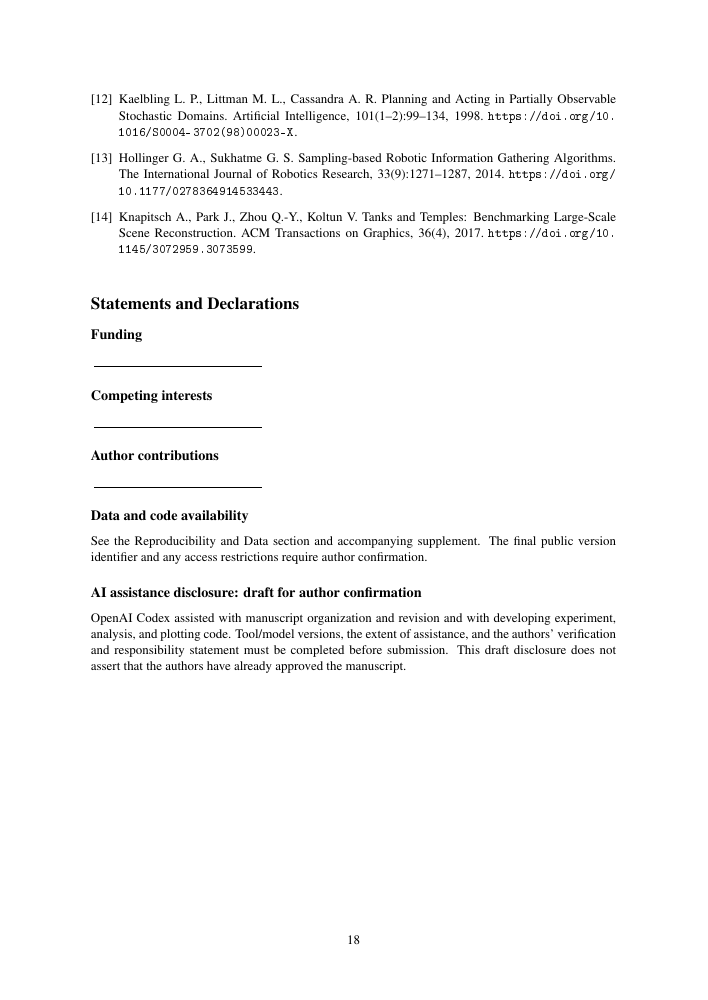 [12] Kaelbling L. P., Littman M. L., Cassandra A. R. Planning and Acting in Partially Observable
Stochastic Domains. Artificial Intelligence, 101(1–2):99–134, 1998. https://doi.org/10.
1016/S0004-3702(98)00023-X.
[13] Hollinger G. A., Sukhatme G. S. Sampling-based Robotic Information Gathering Algorithms.
The International Journal of Robotics Research, 33(9):1271–1287, 2014. https://doi.org/
10.1177/0278364914533443.
[14] Knapitsch A., Park J., Zhou Q.-Y., Koltun V. Tanks and Temples: Benchmarking Large-Scale
Scene Reconstruction. ACM Transactions on Graphics, 36(4), 2017. https://doi.org/10.
1145/3072959.3073599.
Statements and Declarations
Funding
Competing interests
Author contributions
Data and code availability
See the Reproducibility and Data section and accompanying supplement. The final public version
identifier and any access restrictions require author confirmation.
AI assistance disclosure: draft for author confirmation
OpenAI Codex assisted with manuscript organization and revision and with developing experiment,
analysis, and plotting code. Tool/model versions, the extent of assistance, and the authors' verification
and responsibility statement must be completed before submission. This draft disclosure does not
assert that the authors have already approved the manuscript.
18